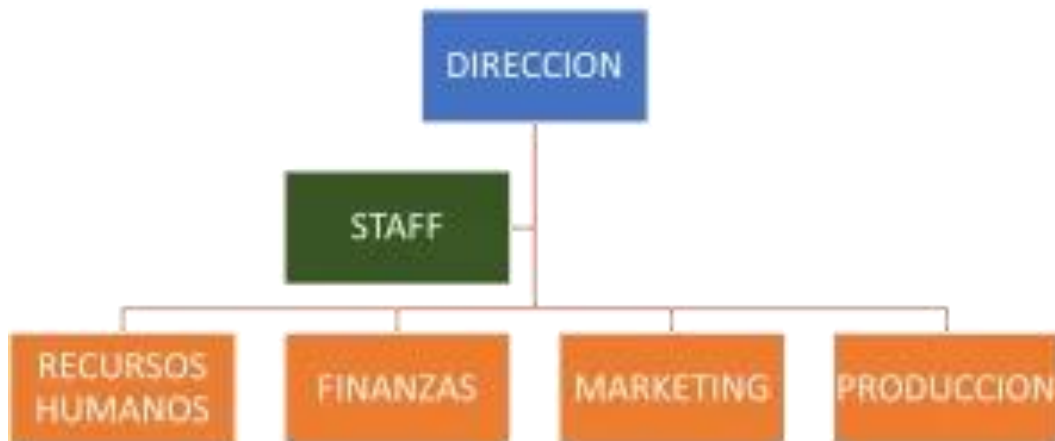 DIRECCION
STAFF
RECURSOS
HUMANOS
FINANZAS
MARKETING
PRODUCCION